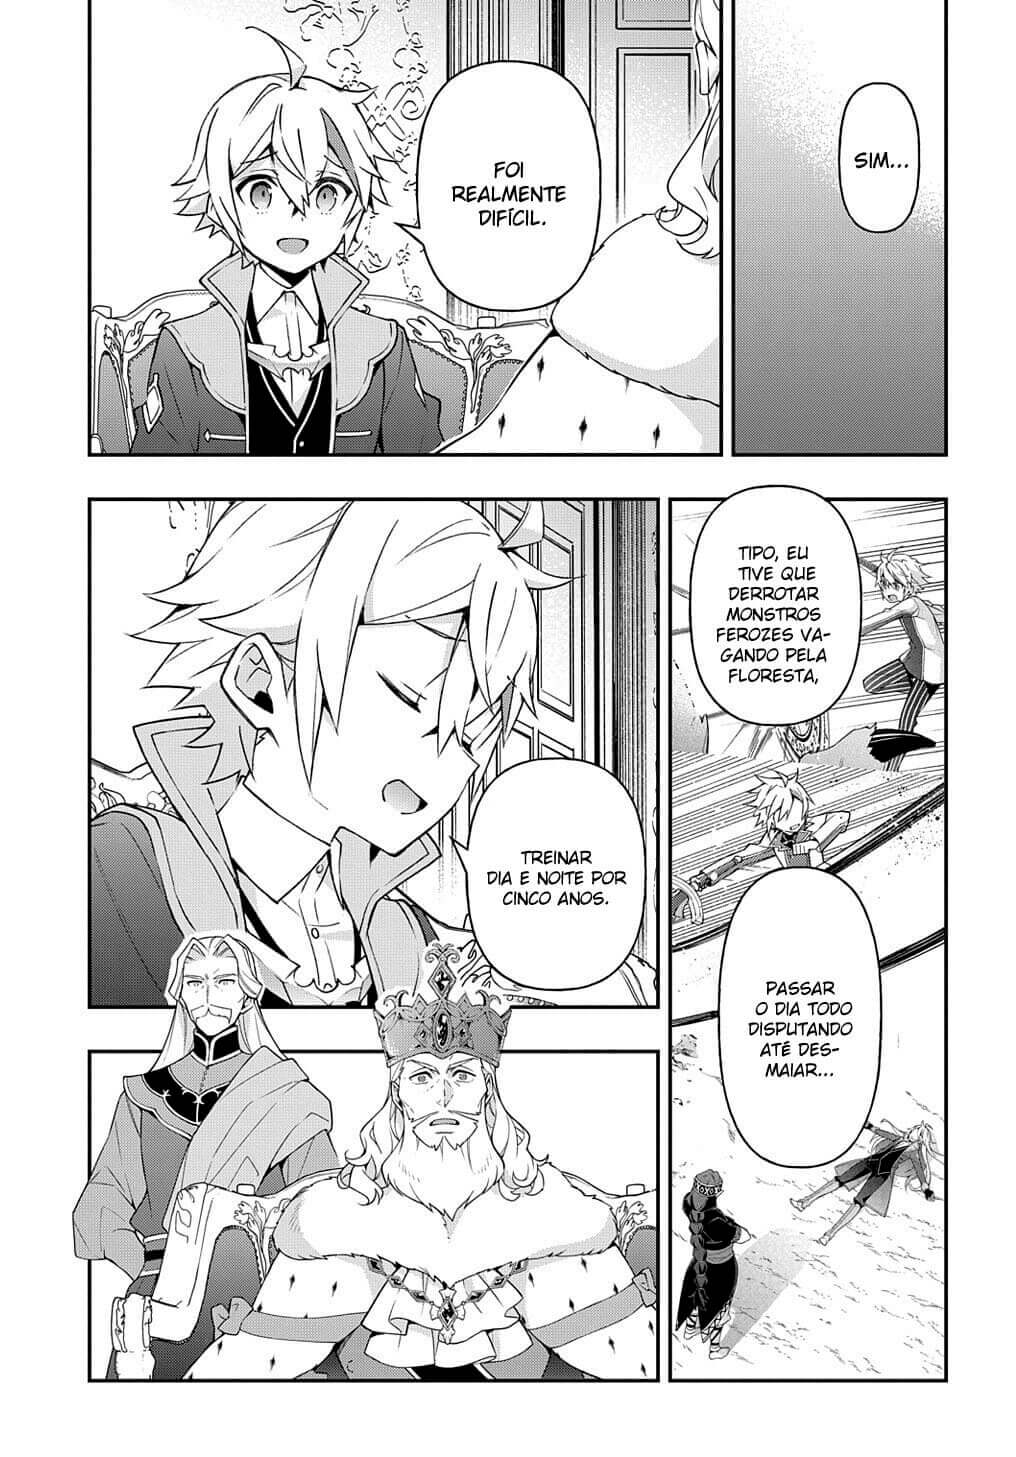 SIM...
FOI
REALMENTE
DIFÍCIL.
TIPO, EU
TIVE QUE
DERROTAR
MONSTROS
FEROZES VA-
GANDO PELA
FLORESTA,
PASSAR
O DIA TODO
DISPUTANDO
ATÉ DES-
MAIAR...
TREINAR
DIA E NOITE POR
CINCO ANOS.